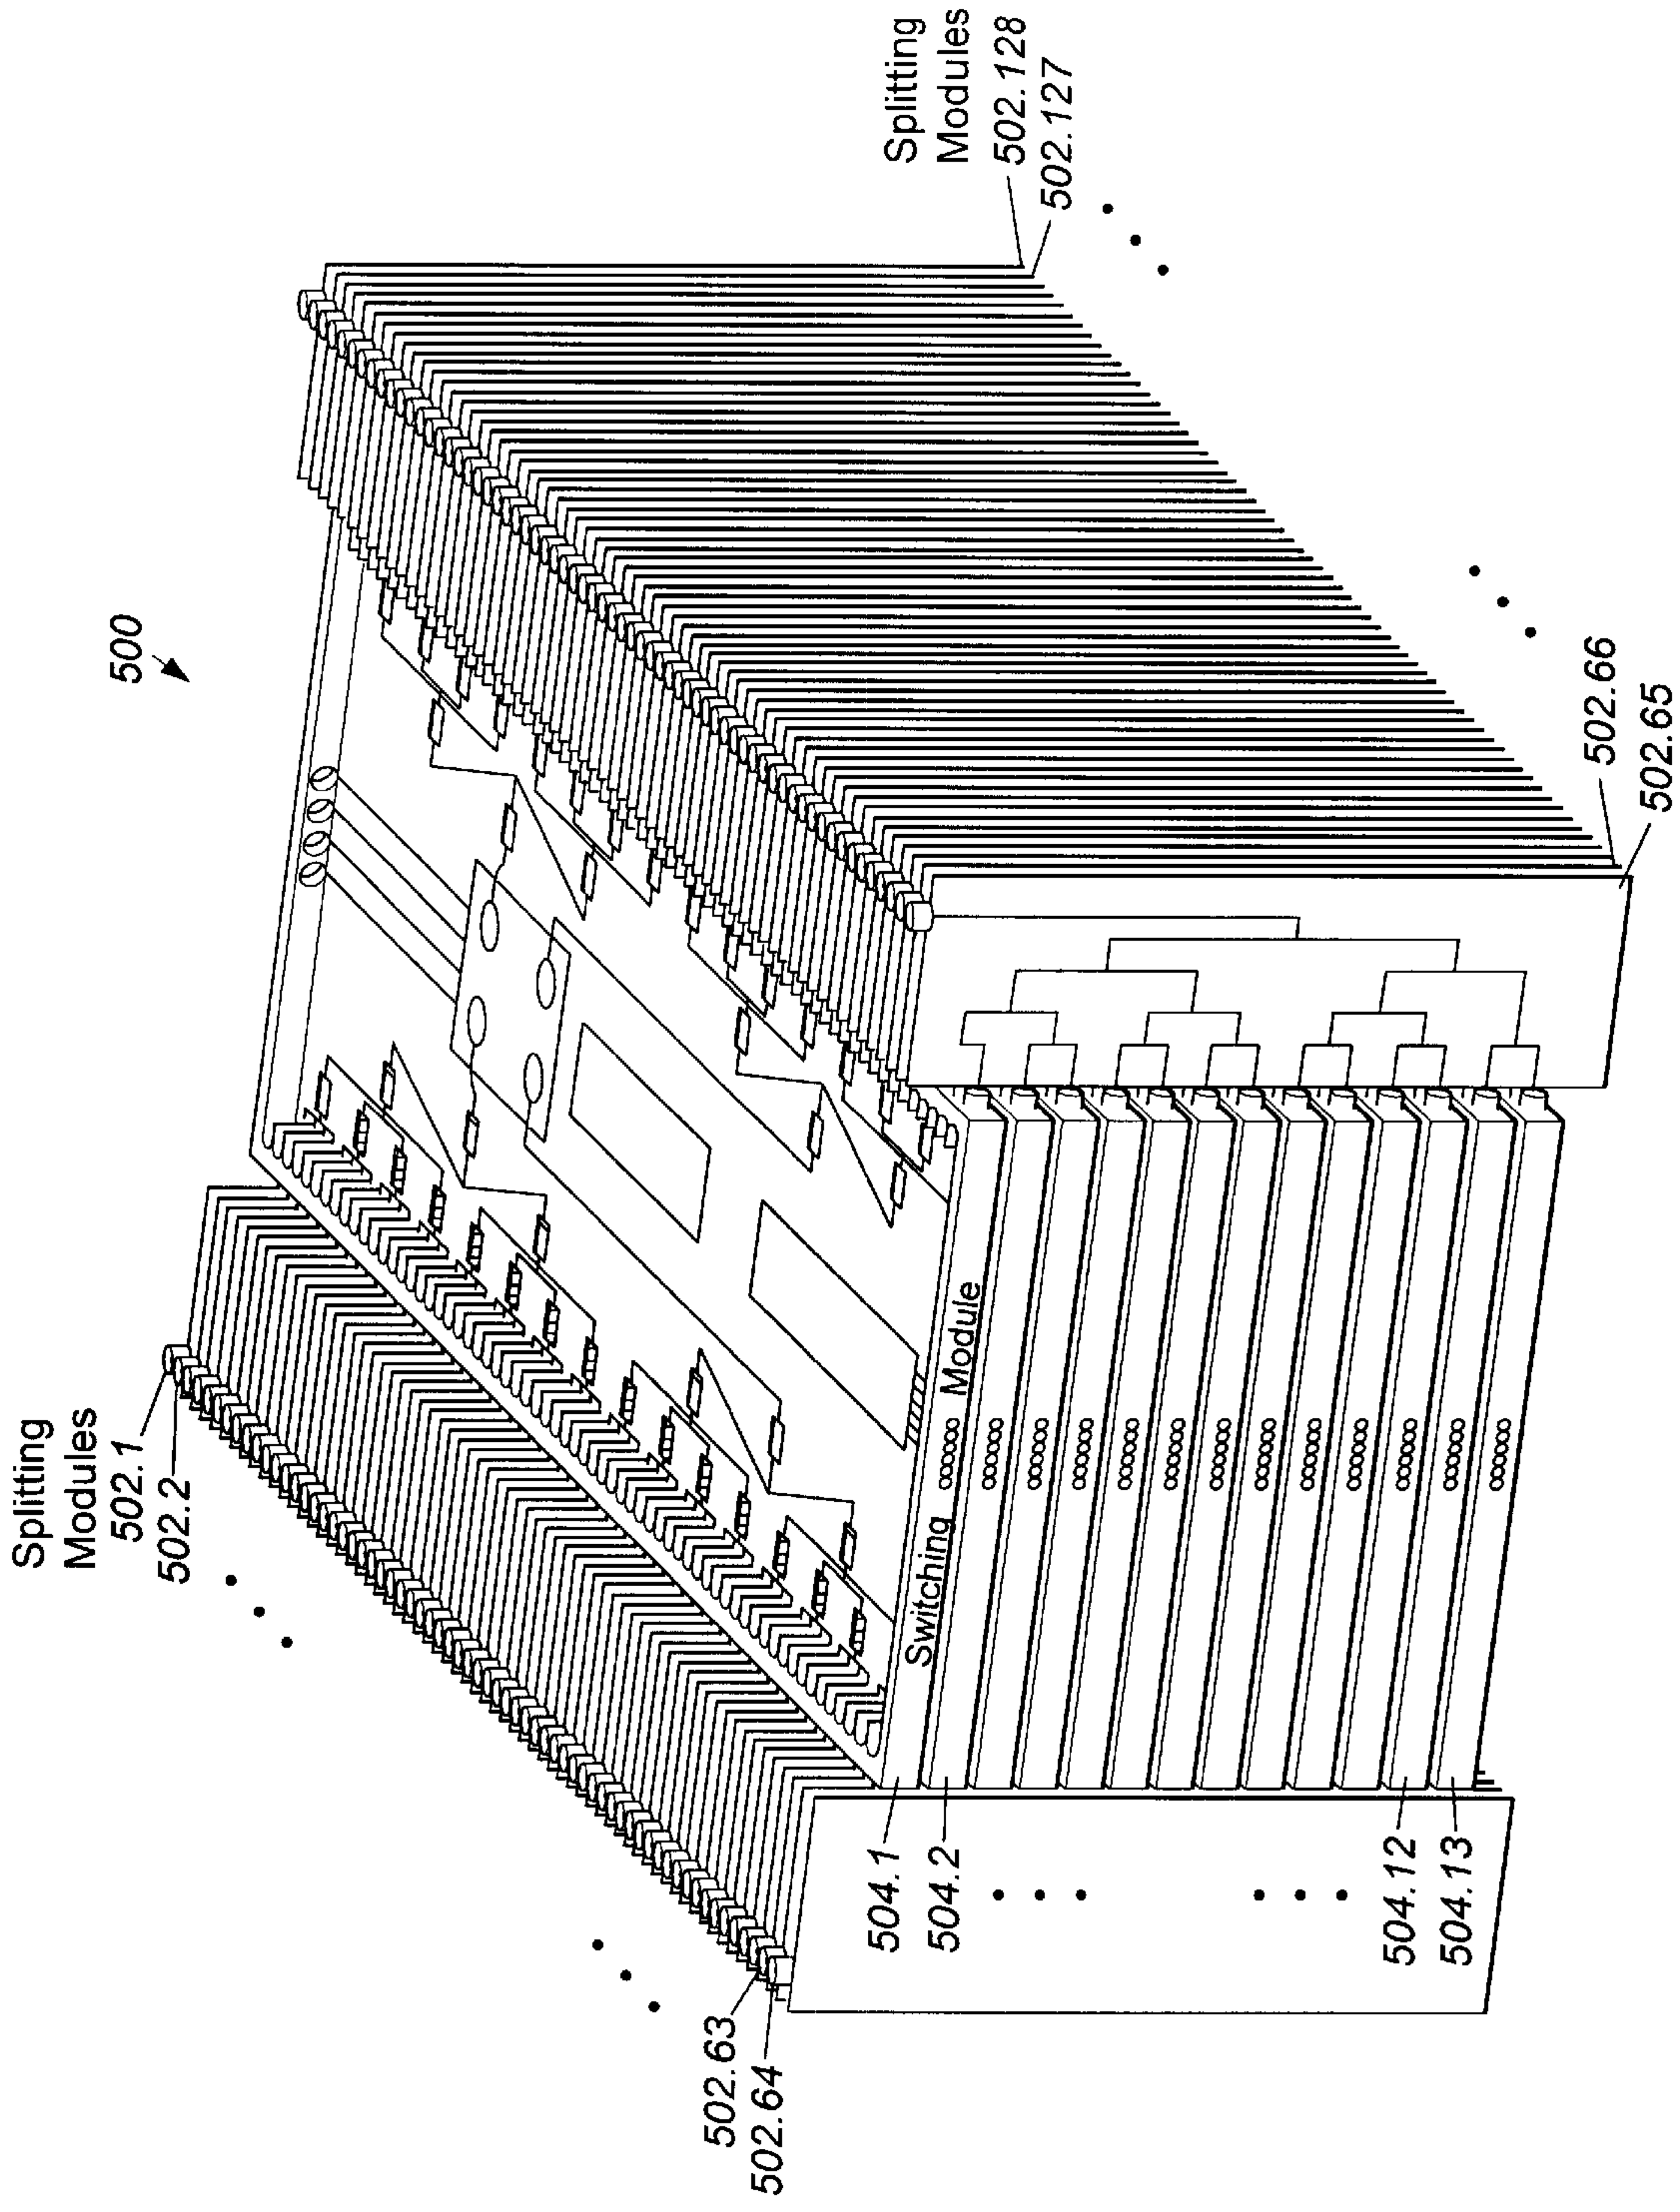 500
Splitting
Modules
502.1
502.2
502.63
502.64
Splitting
Modules
502.128
502.127
502.66
502.65
Switching Module
504.1
504.2
504.12
504.13